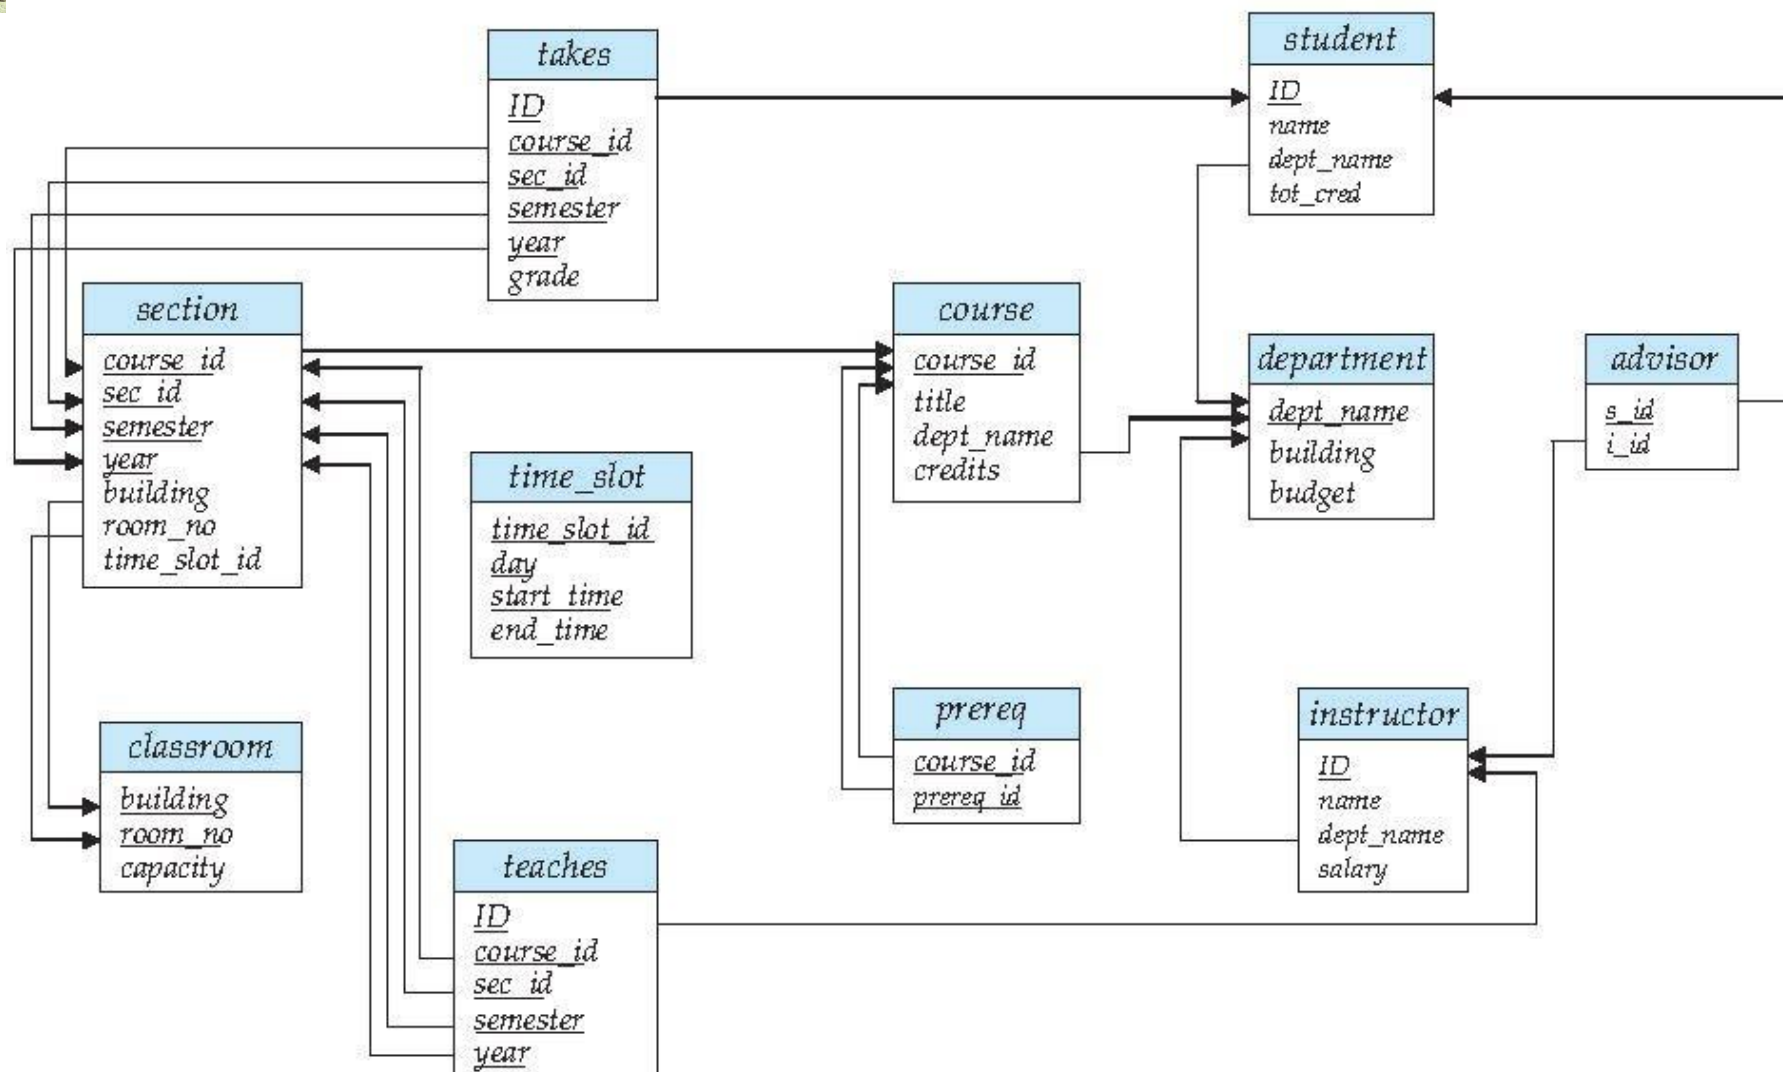 takes
ID
course_id
sec_id
semester
year
grade
student
ID
name
dept_name
tot_cred
section
course_id
sec_id
semester
year
building
room_no
time_slot_id
course
course_id
title
dept_name
credits
department
dept_name
building
budget
advisor
s_id
i_id
time_slot
time_slot_id
day
start_time
end_time
prereq
course_id
prereq_id
instructor
ID
name
dept_name
salary
classroom
building
room_no
capacity
teaches
ID
course_id
sec_id
semester
year